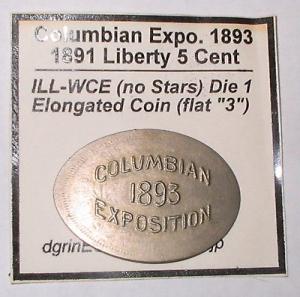 Columbian Expo. 1893
1891 Liberty 5 Cent
ILL-WCE (no Stars) Die 1
Elongated Coin (flat "3")
COLUMBIAN
1893
EXPOSITION